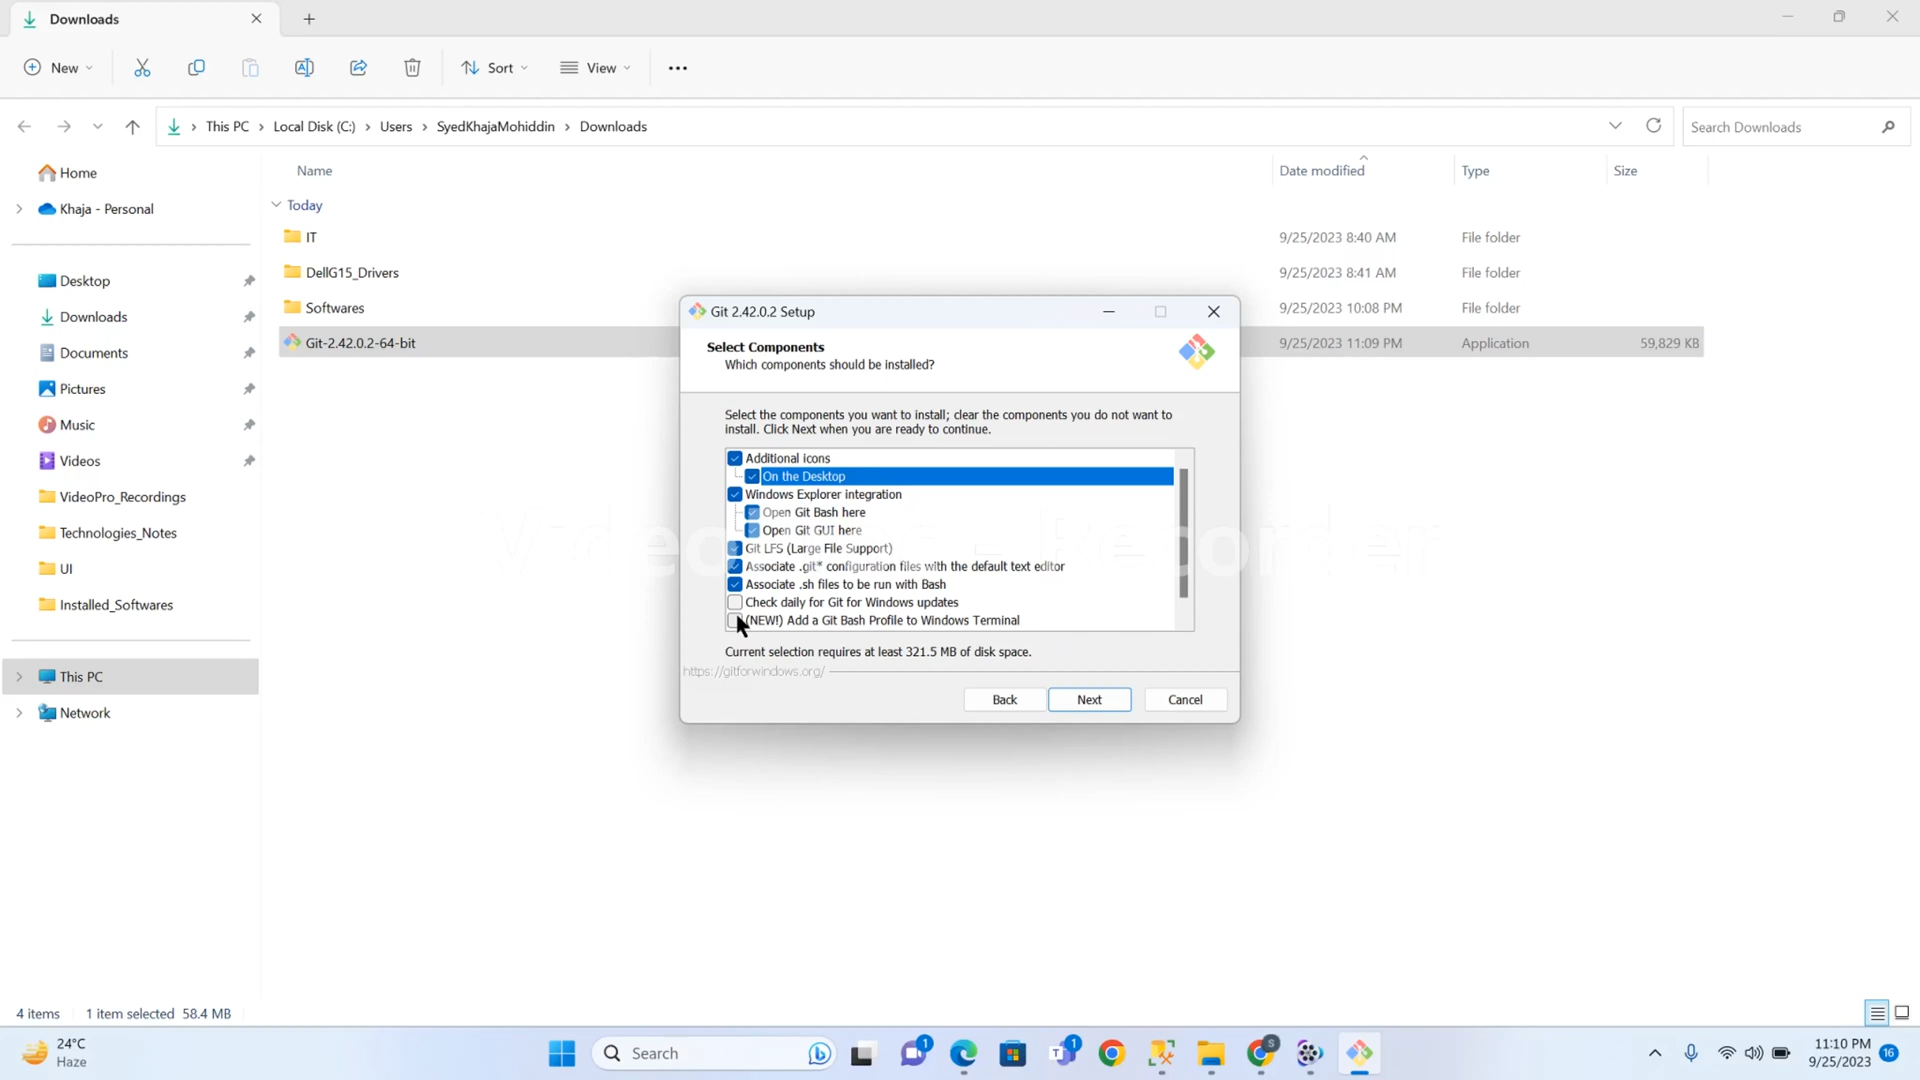 Downloads
New
Sort
View
This PC > Local Disk (C:) > Users > SyedKhajaMohiddin > Downloads
Search Downloads
Name
Date modified
Type
Size
Today
IT
9/25/2023 8:40 AM
File folder
DellG15_Drivers
9/25/2023 8:41 AM
File folder
Softwares
9/25/2023 10:08 PM
File folder
Git-2.42.0.2-64-bit
9/25/2023 11:09 PM
Application
59,829 KB
Home
Khaja - Personal
Desktop
Downloads
Documents
Pictures
Music
Videos
VideoPro_Recordings
Technologies_Notes
UI
Installed_Softwares
This PC
Network
Git 2.42.0.2 Setup
Select Components
Which components should be installed?
Select the components you want to install; clear the components you do not want to
install. Click Next when you are ready to continue.
Additional icons
On the Desktop
Windows Explorer integration
Open Git Bash here
Open Git GUI here
Git LFS (Large File Support)
Associate .git* configuration files with the default text editor
Associate .sh files to be run with Bash
Check daily for Git for Windows updates
(NEW!) Add a Git Bash Profile to Windows Terminal
Current selection requires at least 321.5 MB of disk space.
https://gitforwindows.org/
Back
Next
Cancel
4 items
1 item selected 58.4 MB
24°C
Haze
Search
1
T
1
S
11:10 PM
9/25/2023
16